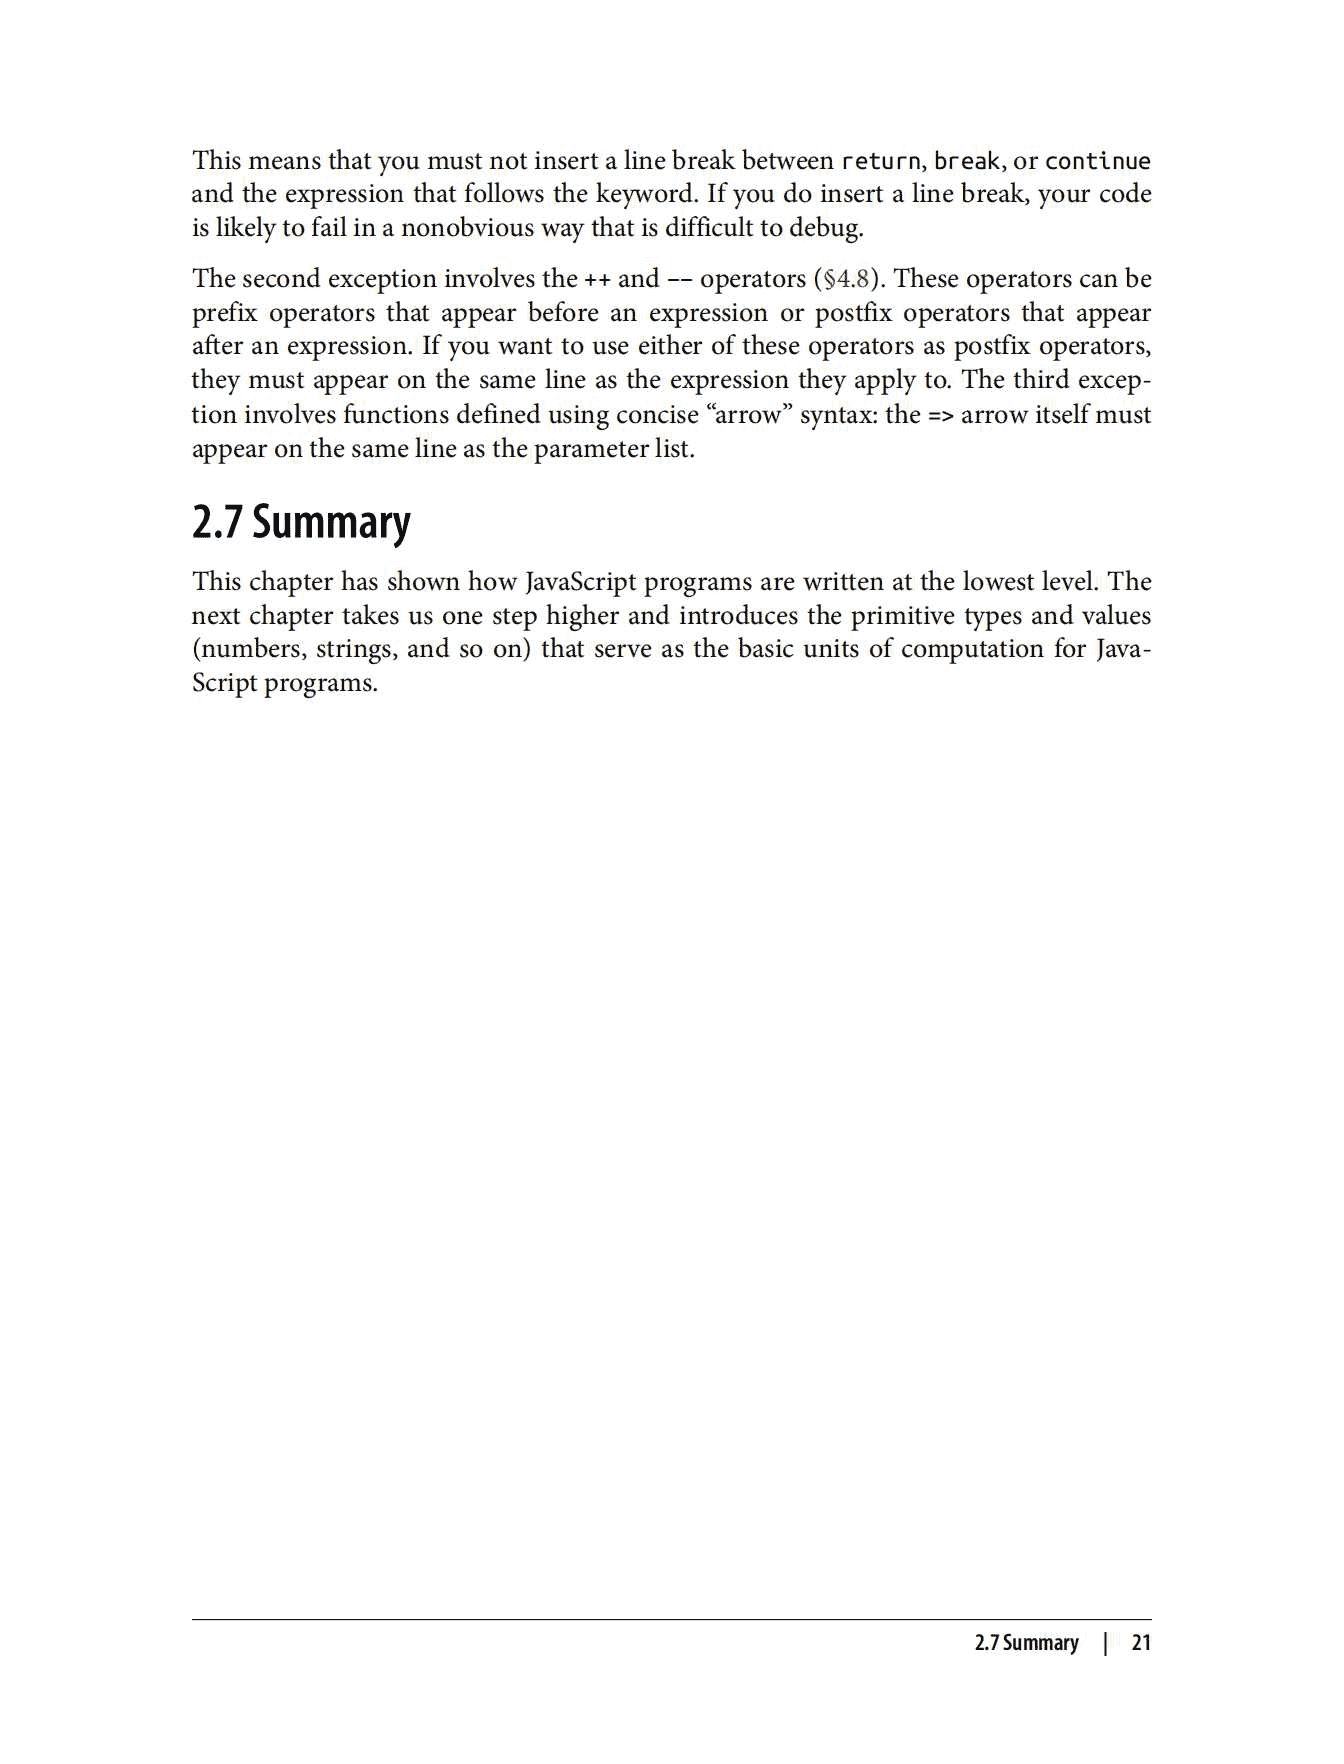 This means that you must not insert a line break between return, break, or continue
and the expression that follows the keyword. If you do insert a line break, your code
is likely to fail in a nonobvious way that is difficult to debug.
The second exception involves the ++ and -- operators (§4.8). These operators can be
prefix operators that appear before an expression or postfix operators that appear
after an expression. If you want to use either of these operators as postfix operators,
they must appear on the same line as the expression they apply to. The third excep-
tion involves functions defined using concise “arrow” syntax: the => arrow itself must
appear on the same line as the parameter list.
2.7 Summary
This chapter has shown how JavaScript programs are written at the lowest level. The
next chapter takes us one step higher and introduces the primitive types and values
(numbers, strings, and so on) that serve as the basic units of computation for Java-
Script programs.
2.7 Summary | 21